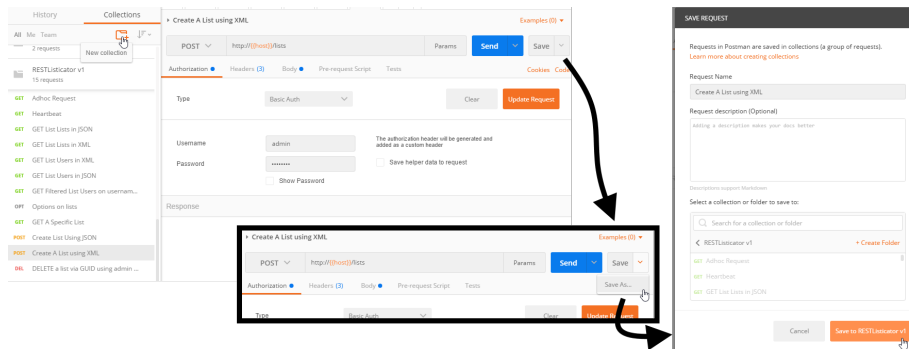 History Collections
All Me Team
New collection
2 requests
RESTListicator v1
15 requests
GET Adhoc Request
GET Heartbeat
GET GET List Lists in JSON
GET GET List Lists in XML
GET GET List Users in XML
GET GET List Users in JSON
GET GET Filtered List Users on usernam...
OPT Options on lists
GET GET A Specific List
POST Create List Using JSON
POST Create A List using XML
DEL DELETE a list via GUID using admin ...
Create A List using XML Examples (0)
POST http://{{host}}/lists Params Send Save
Authorization Headers (3) Body Pre-request Script Tests Cookies Code
Type Basic Auth Clear Update Request
Username admin The authorization header will be generated and
added as a custom header
Password •••••••• Save helper data to request
Show Password
Response
Create A List using XML Examples (0)
POST http://{{host}}/lists Params Send Save
Authorization Headers (3) Body Pre-request Script Tests Save As...
Type Basic Auth Clear Update Request
SAVE REQUEST
Requests in Postman are saved in collections (a group of requests).
Learn more about creating collections
Request Name
Create A List using XML
Request description (Optional)
Adding a description makes your docs better
Descriptions support Markdown
Select a collection or folder to save to:
Search for a collection or folder
RESTListicator v1 + Create Folder
GET Adhoc Request
GET Heartbeat
GET GET List Lists in JSON
Cancel Save to RESTListicator v1